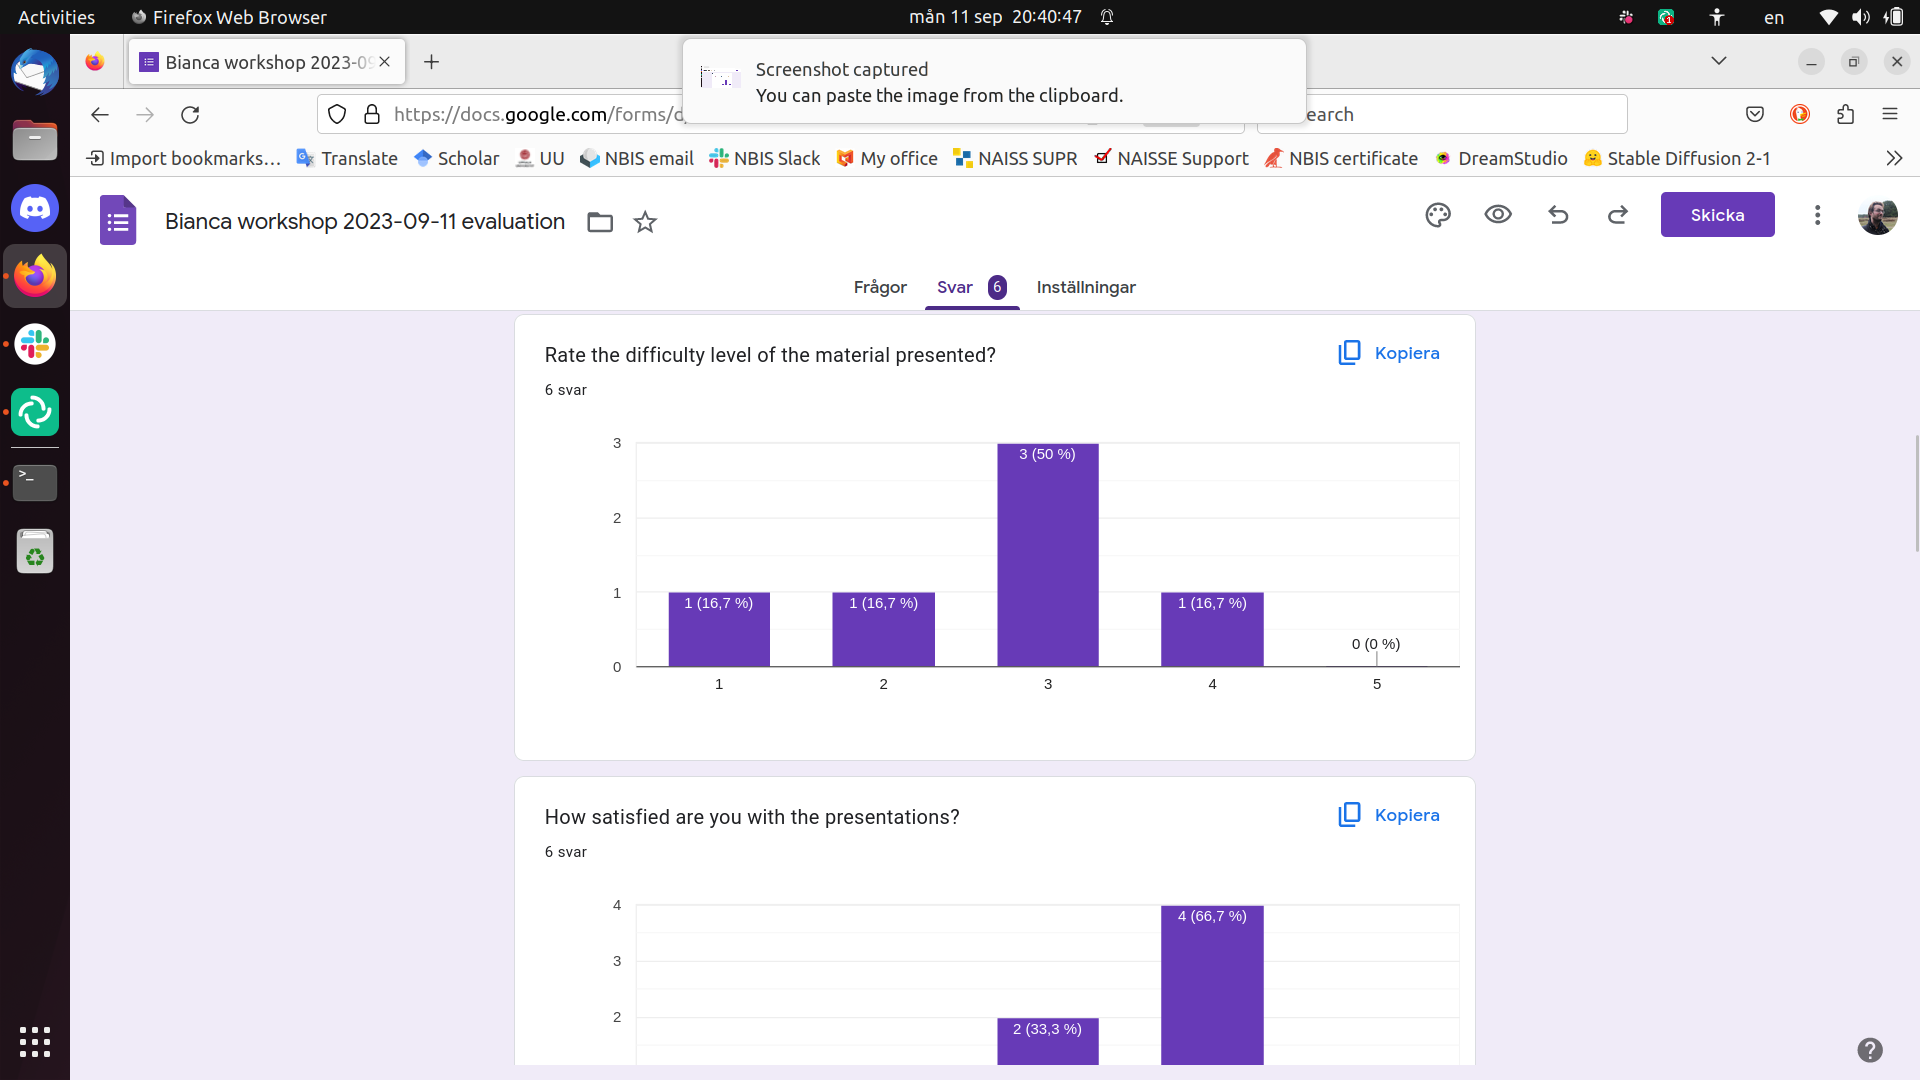 Activities
Firefox Web Browser
mån 11 sep 20:40:47
en
Bianca workshop 2023-09
Screenshot captured
You can paste the image from the clipboard.
https://docs.google.com/forms/d
earch
Import bookmarks…
Translate
Scholar
UU
NBIS email
NBIS Slack
My office
NAISS SUPR
NAISSE Support
NBIS certificate
DreamStudio
Stable Diffusion 2-1
Bianca workshop 2023-09-11 evaluation
Skicka
Frågor
Svar 6
Inställningar
Rate the difficulty level of the material presented?
Kopiera
6 svar
3
2
1
0
3 (50 %)
1 (16,7 %)
1 (16,7 %)
1 (16,7 %)
0 (0 %)
1
2
3
4
5
How satisfied are you with the presentations?
Kopiera
6 svar
4
3
2
4 (66,7 %)
2 (33,3 %)